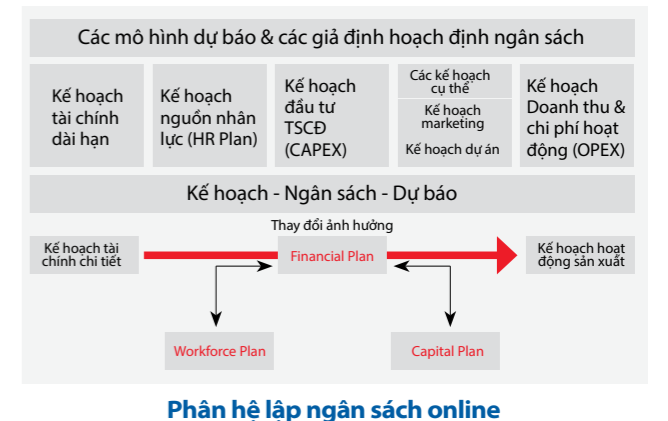 Các mô hình dự báo & các giả định hoạch định ngân sách
Kế hoạch
tài chính
dài hạn
Kế hoạch
nguồn nhân
lực (HR Plan)
Kế hoạch
đầu tư
TSCĐ
(CAPEX)
Các kế hoạch
cụ thể
Kế hoạch
marketing
Kế hoạch dự án
Kế hoạch
Doanh thu &
chi phí hoạt
động (OPEX)
Kế hoạch - Ngân sách - Dự báo
Thay đổi ảnh hưởng
Kế hoạch tài
chính chi tiết
Financial Plan
Kế hoạch hoạt
động sản xuất
Workforce Plan
Capital Plan
Phân hệ lập ngân sách online